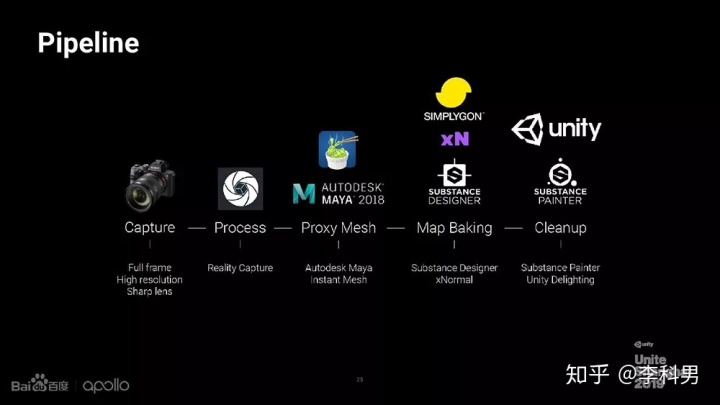 Pipeline
SIMPLYGON
xN
unity
AUTODESK
MAYA 2018
SUBSTANCE
DESIGNER
SUBSTANCE
PAINTER
Capture
Process
Proxy Mesh
Map Baking
Cleanup
Full frame
High resolution
Sharp lens
Reality Capture
Autodesk Maya
Instant Mesh
Substance Designer
xNormal
Substance Painter
Unity Delighting
unity
Unite
2019
Bai百度
apollo
25
知乎 @李科男